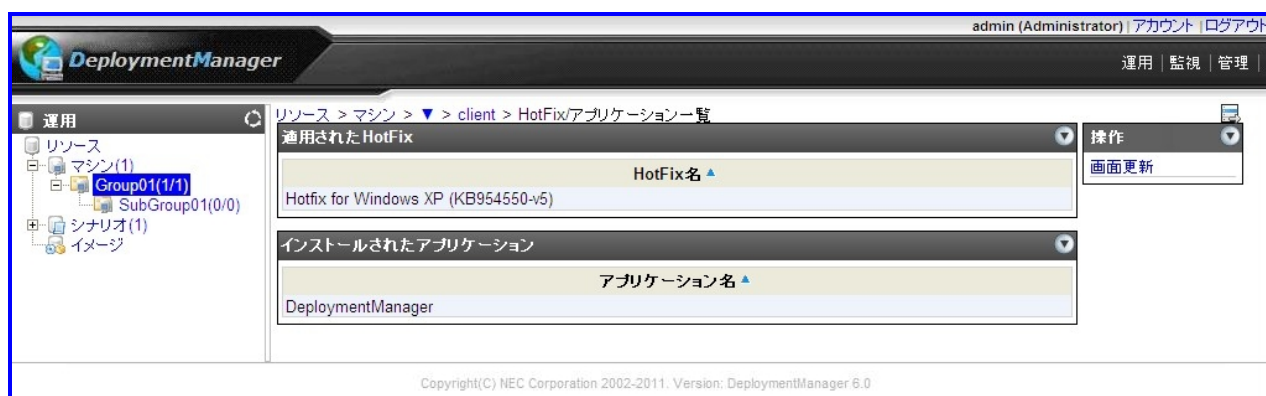 admin (Administrator) | アカウント | ログアウト
DeploymentManager
運用 | 監視 | 管理 |
運用
リソース
マシン(1)
Group01(1/1)
SubGroup01(0/0)
シナリオ(1)
イメージ
リソース > マシン > ▼ > client > HotFix/アプリケーション一覧
適用されたHotFix
HotFix名 ▲
Hotfix for Windows XP (KB954550-v5)
インストールされたアプリケーション
アプリケーション名 ▲
DeploymentManager
操作
画面更新
Copyright(C) NEC Corporation 2002-2011. Version: DeploymentManager 6.0